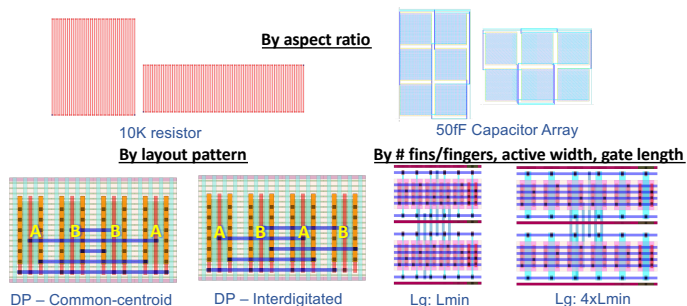 By aspect ratio
10K resistor
50fF Capacitor Array
By layout pattern
By # fins/fingers, active width, gate length
A B B A
A B A B
DP – Common-centroid
DP – Interdigitated
Lg: Lmin
Lg: 4xLmin